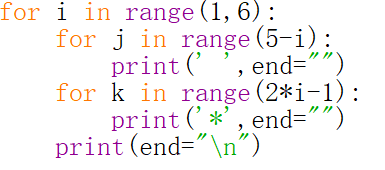 for i in range(1,6):
    for j in range(5-i):
        print(' ',end="")
    for k in range(2*i-1):
        print('*',end="")
    print(end="\n")